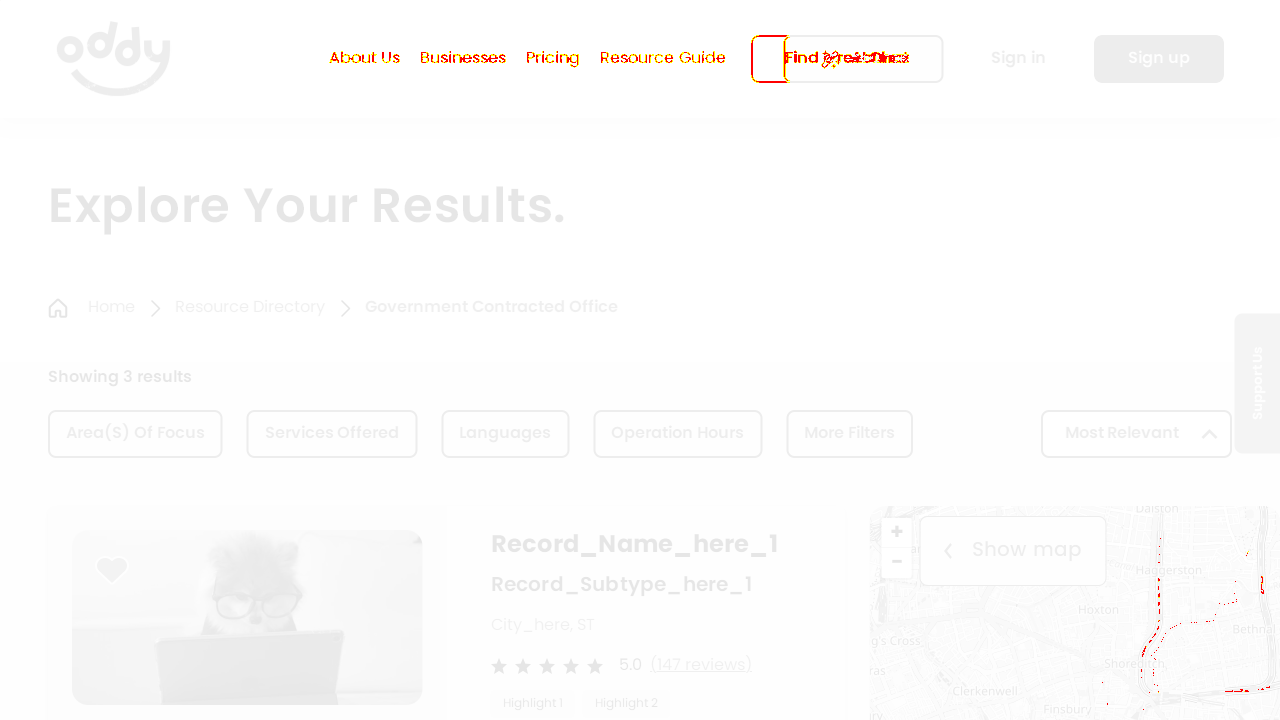 oddy
About Us Businesses Pricing Resource Guide Find Sign in Sign up
Explore Your Results.
Home Resource Directory Government Contracted Office
Support Us
Showing 3 results
Area(S) Of Focus Services Offered Languages Operation Hours More Filters Most Relevant
Record_Name_here_1
Record_Subtype_here_1
City_here, ST
5.0 (147 reviews)
Highlight 1 Highlight 2
+
−
Show map
Dalston
Haggerston
Hoxton
Bethnal
g's Cross
Shoreditch
ras
Clerkenwell
Finsbury
ity